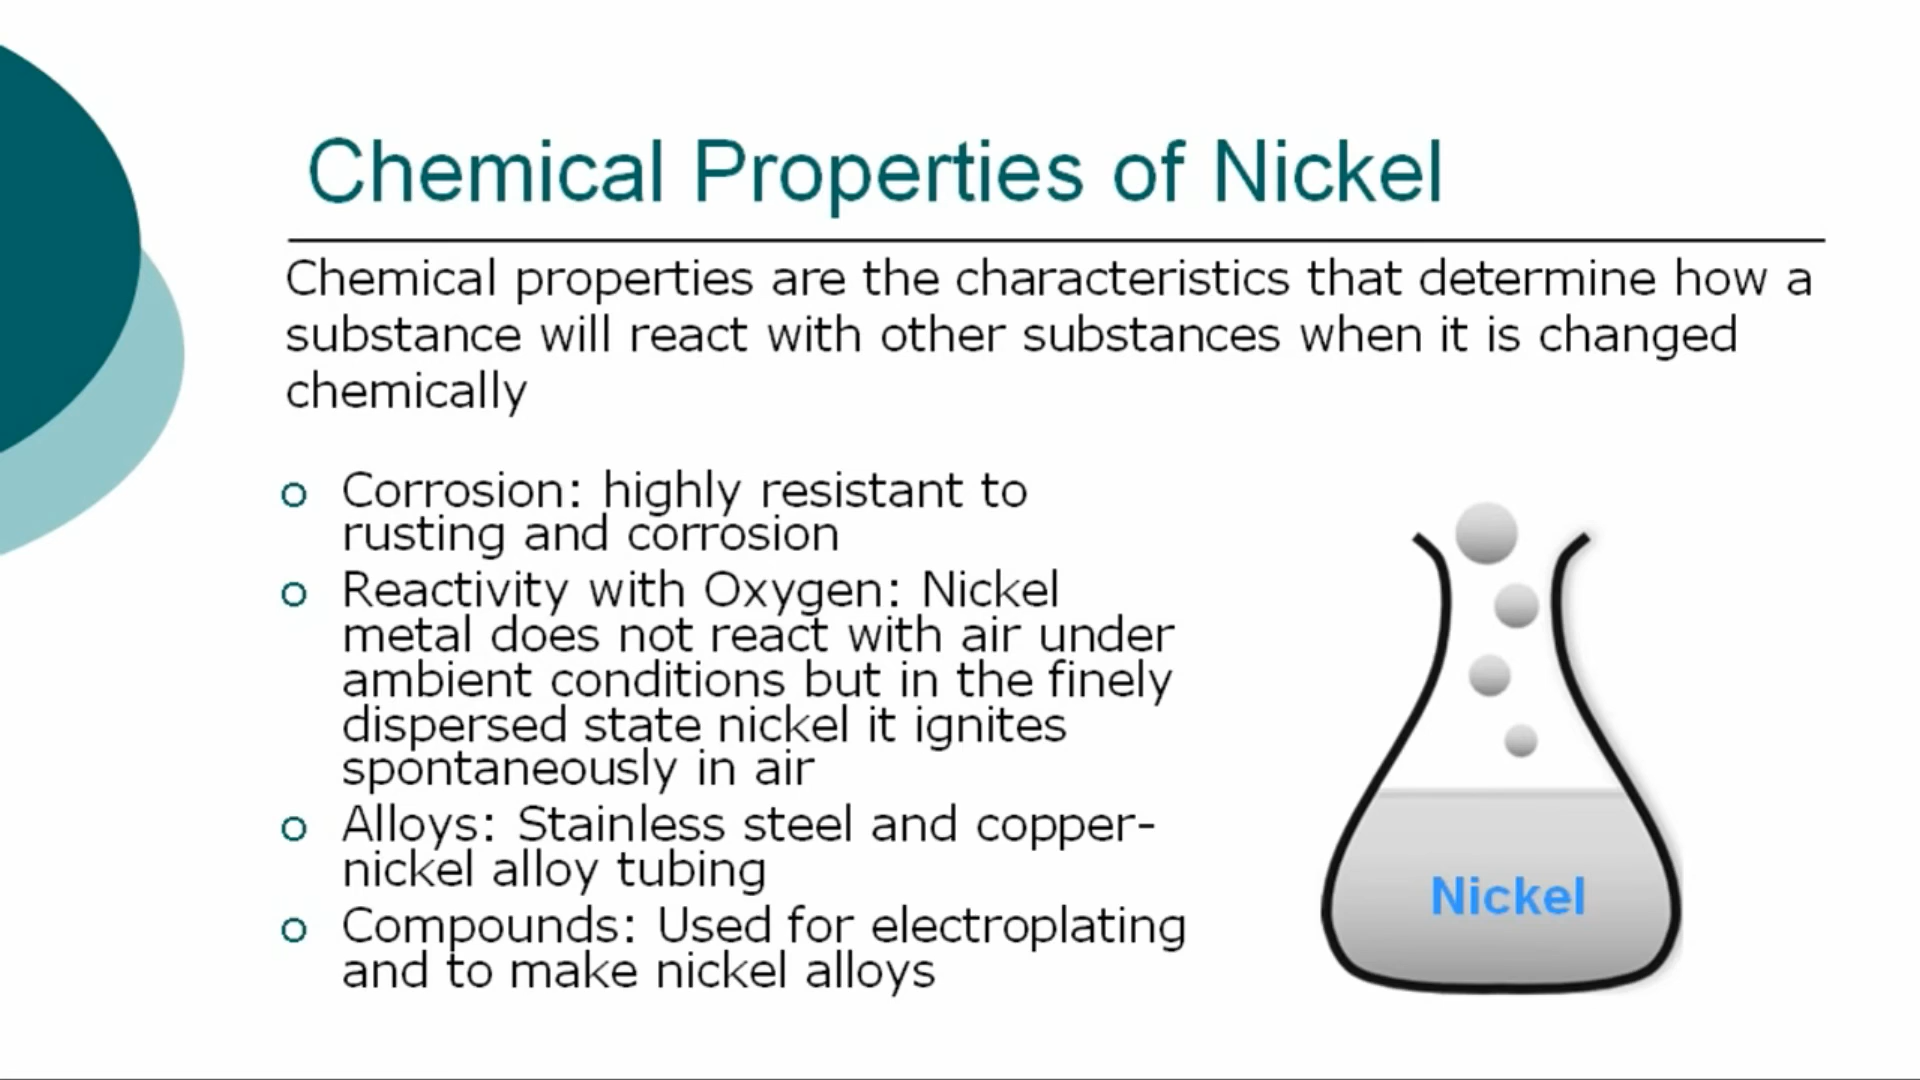 Chemical Properties of Nickel
Chemical properties are the characteristics that determine how a
substance will react with other substances when it is changed
chemically
Corrosion: highly resistant to
rusting and corrosion
Reactivity with Oxygen: Nickel
metal does not react with air under
ambient conditions but in the finely
dispersed state nickel it ignites
spontaneously in air
Alloys: Stainless steel and copper-
nickel alloy tubing
Compounds: Used for electroplating
and to make nickel alloys
Nickel